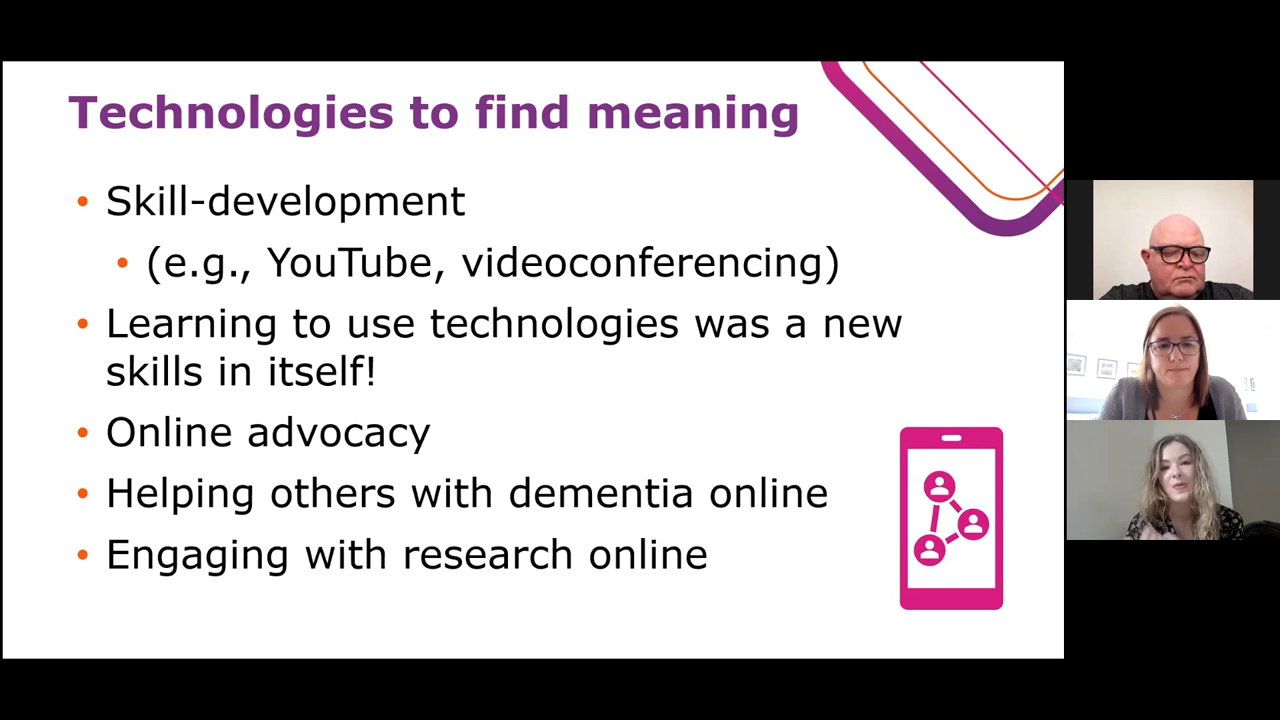 Technologies to find meaning
• Skill-development
• (e.g., YouTube, videoconferencing)
• Learning to use technologies was a new
skills in itself!
• Online advocacy
• Helping others with dementia online
• Engaging with research online